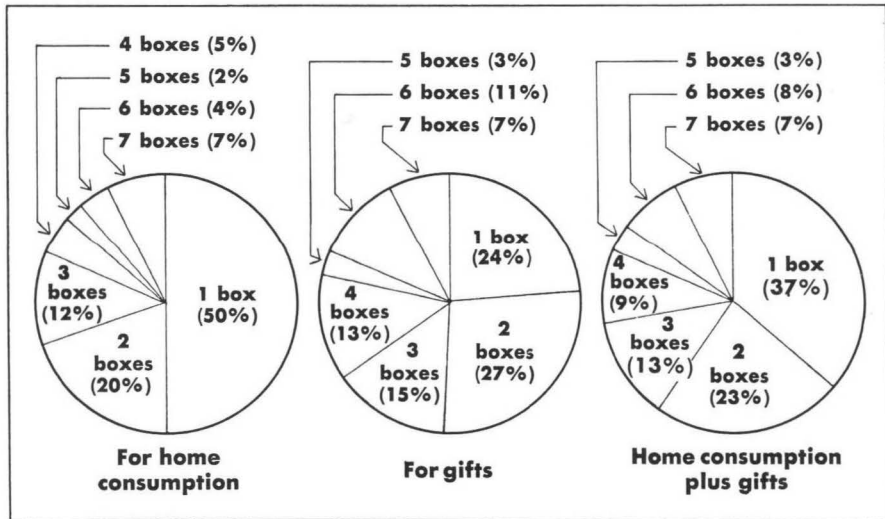 4 boxes (5%)
5 boxes (2%
6 boxes (4%)
7 boxes (7%)
1 box
(50%)
2
boxes
(20%)
3
boxes
(12%)
For home
consumption
5 boxes (3%)
6 boxes (11%)
7 boxes (7%)
1 box
(24%)
2
boxes
(27%)
3
boxes
(15%)
4
boxes
(13%)
For gifts
5 boxes (3%)
6 boxes (8%)
7 boxes (7%)
1 box
(37%)
2
boxes
(23%)
3
boxes
(13%)
4
boxes
(9%)
Home consumption
plus gifts